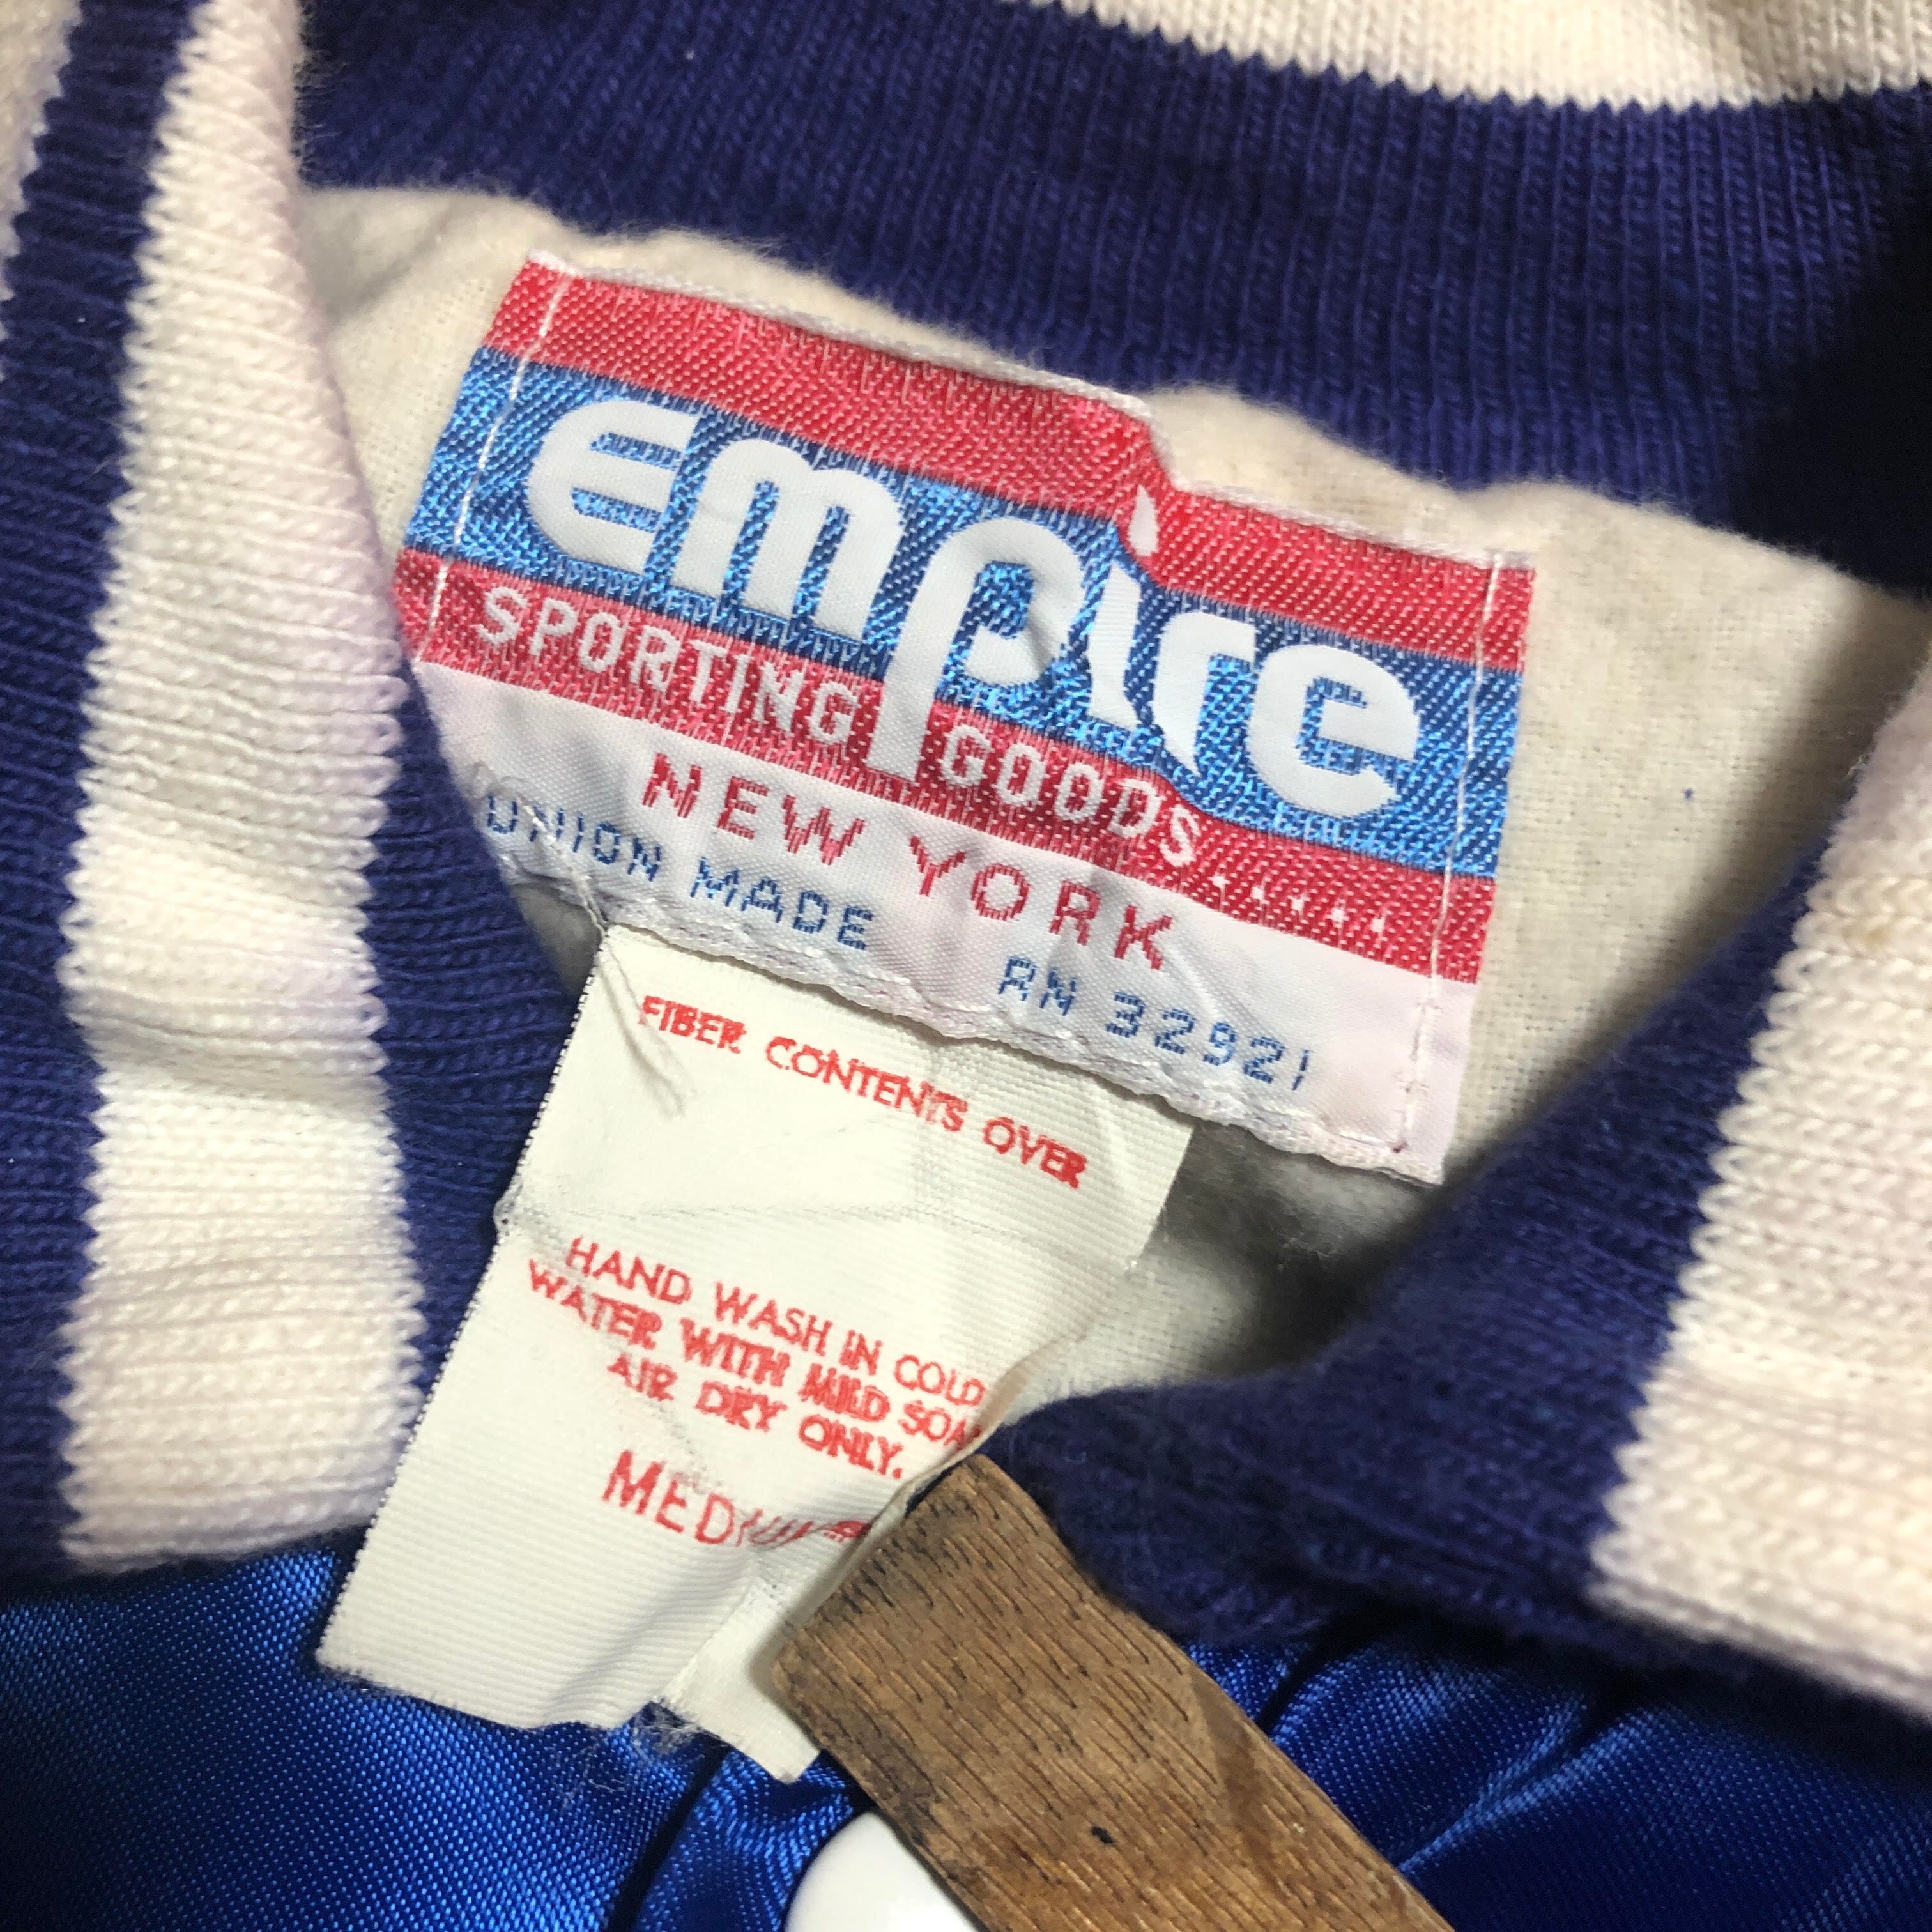 empire
SPORTING GOODS
NEW YORK
UNION MADE RN 32921
FIBER CONTENTS OVER
HAND WASH IN COLD
WATER WITH MILD SOAP
AIR DRY ONLY.
MEDIUM